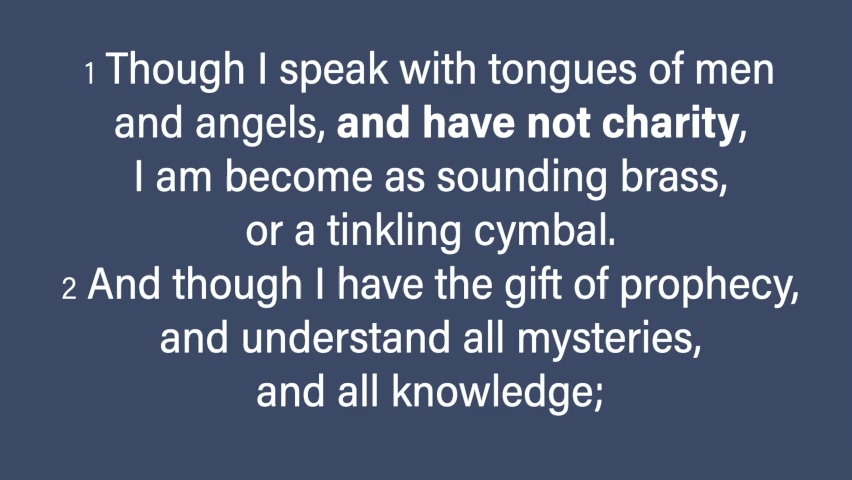 1 Though I speak with tongues of men
and angels, and have not charity,
I am become as sounding brass,
or a tinkling cymbal.
2 And though I have the gift of prophecy,
and understand all mysteries,
and all knowledge;